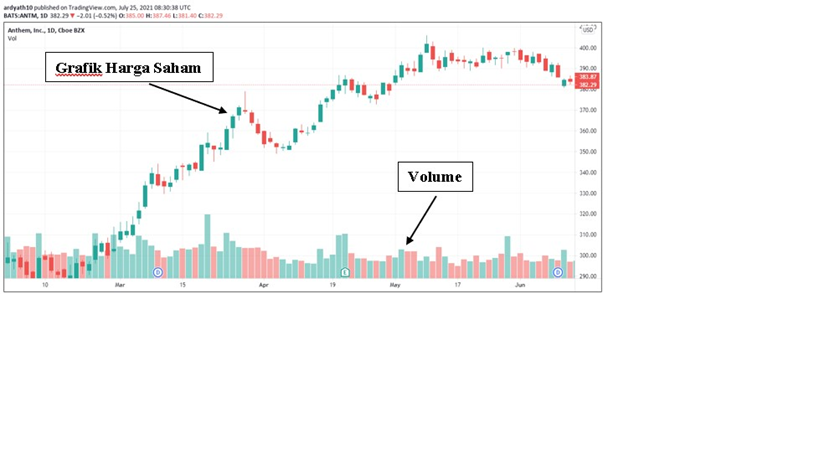 ardyath10 published on TradingView.com, July 25, 2021 08:30:38 UTC
BATS:ANTM, 1D 382.29 ▼ −2.01 (−0.52%) O:385.00 H:387.46 L:381.40 C:382.29
Anthem, Inc., 1D, Cboe BZX
Vol
USD
Grafik Harga Saham
Volume
400.00
390.00
383.87
382.29
380.00
370.00
360.00
350.00
340.00
330.00
320.00
310.00
300.00
290.00
D
E
D
10
Mar
15
Apr
19
May
17
Jun